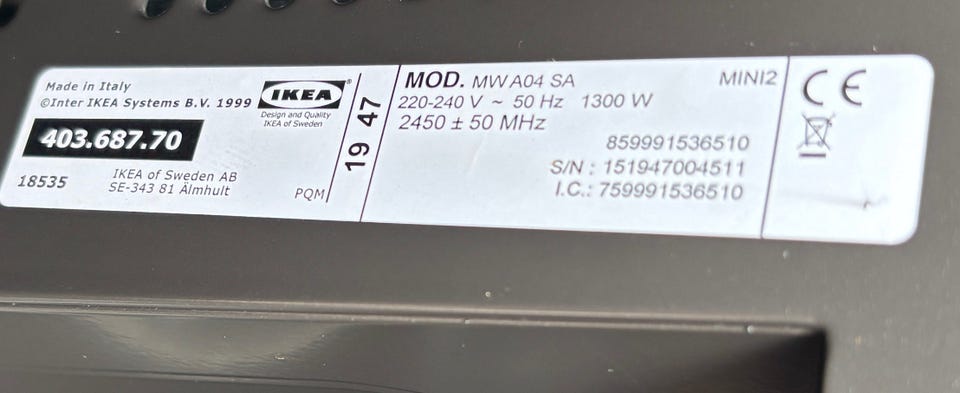 Made in Italy
©Inter IKEA Systems B.V. 1999
IKEA®
Design and Quality
IKEA of Sweden
403.687.70
18535
IKEA of Sweden AB
SE-343 81 Älmhult
PQM
19 47
MOD. MW A04 SA
MINI2
220-240 V ~ 50 Hz 1300 W
2450 ± 50 MHz
859991536510
S/N : 151947004511
I.C.: 759991536510
CE